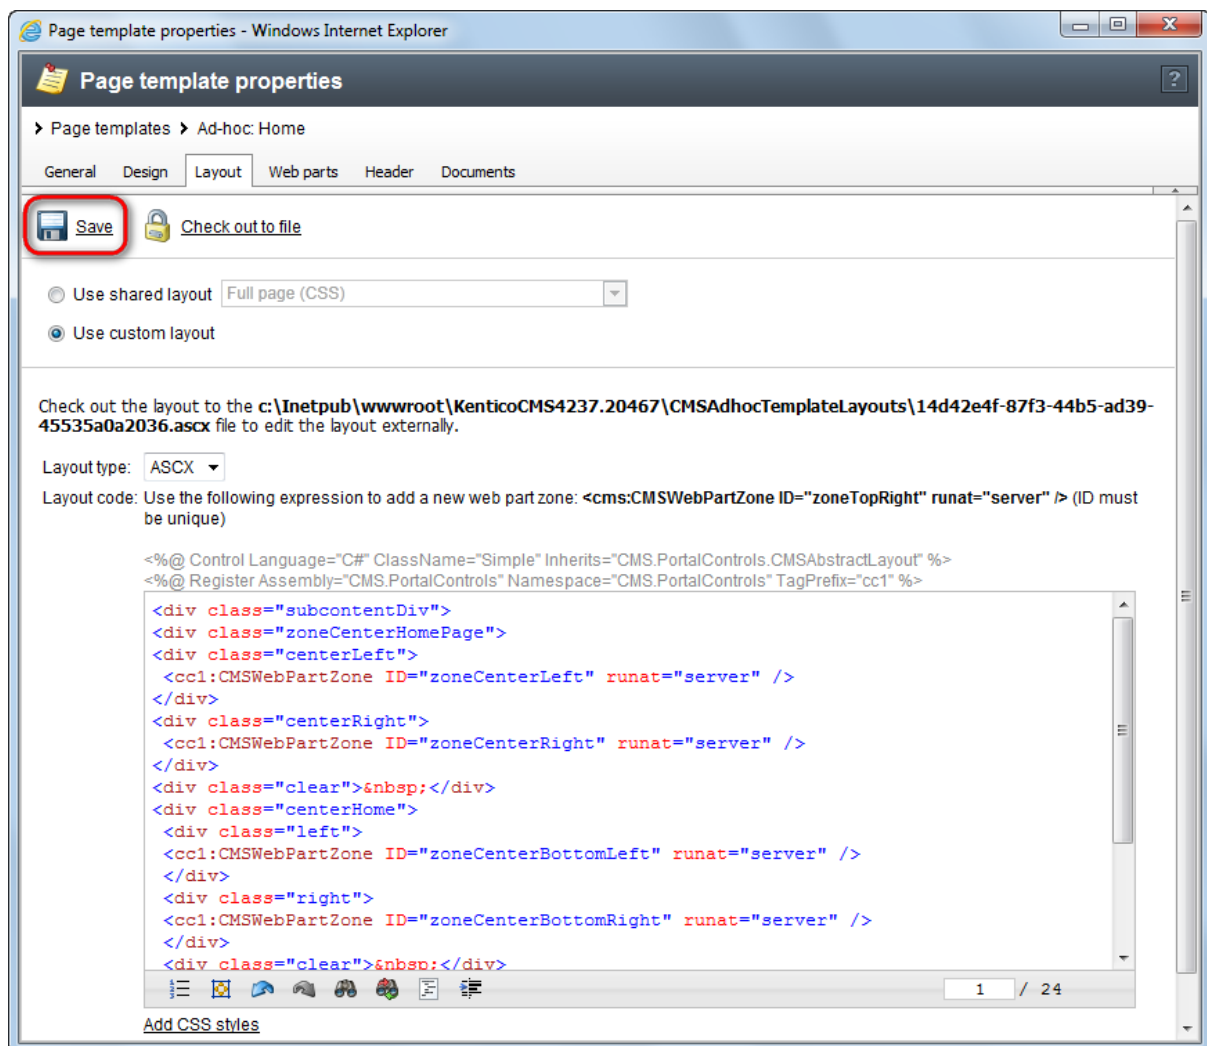 Page template properties - Windows Internet Explorer
Page template properties
?
Page templates Ad-hoc: Home
General Design Layout Web parts Header Documents
Save Check out to file
Use shared layout Full page (CSS)
Use custom layout
Check out the layout to the c:\Inetpub\wwwroot\KenticoCMS4237.20467\CMSAdhocTemplateLayouts\14d42e4f-87f3-44b5-ad39-
45535a0a2036.ascx file to edit the layout externally.
Layout type: ASCX
Layout code: Use the following expression to add a new web part zone: <cms:CMSWebPartZone ID="zoneTopRight" runat="server" /> (ID must
be unique)
<%@ Control Language="C#" ClassName="Simple" Inherits="CMS.PortalControls.CMSAbstractLayout" %>
<%@ Register Assembly="CMS.PortalControls" Namespace="CMS.PortalControls" TagPrefix="cc1" %>
<div class="subcontentDiv">
<div class="zoneCenterHomePage">
<div class="centerLeft">
<cc1:CMSWebPartZone ID="zoneCenterLeft" runat="server" />
</div>
<div class="centerRight">
<cc1:CMSWebPartZone ID="zoneCenterRight" runat="server" />
</div>
<div class="clear">&nbsp;</div>
<div class="centerHome">
<div class="left">
<cc1:CMSWebPartZone ID="zoneCenterBottomLeft" runat="server" />
</div>
<div class="right">
<cc1:CMSWebPartZone ID="zoneCenterBottomRight" runat="server" />
</div>
<div class="clear">&nbsp;</div>
1 / 24
Add CSS styles